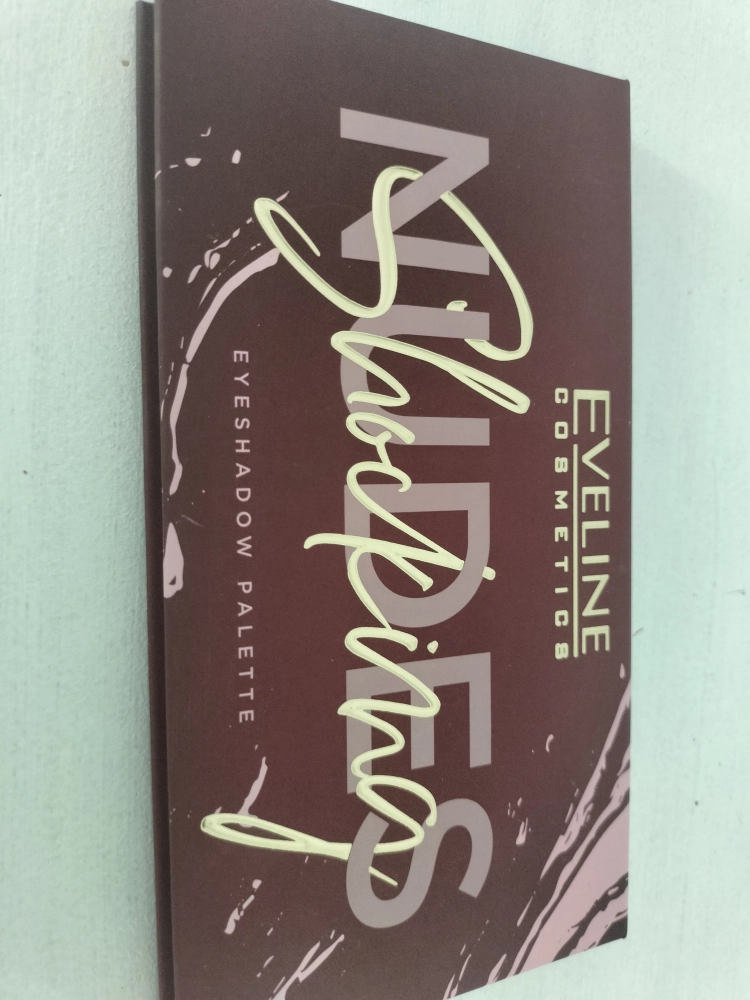 EVELINE
COSMETICS
NUDES
Shocking
EYESHADOW PALETTE